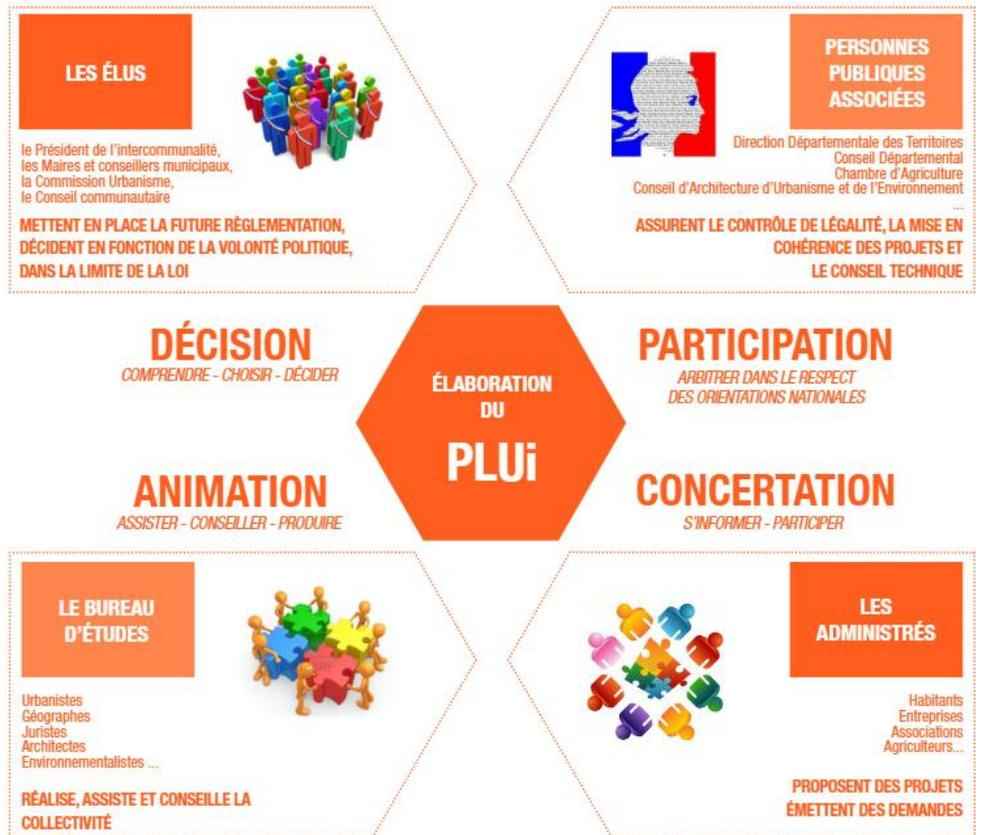 LES ÉLUS
le Président de l'intercommunalité,
les Maires et conseillers municipaux,
la Commission Urbanisme,
le Conseil communautaire
METTENT EN PLACE LA FUTURE RÈGLEMENTATION,
DÉCIDENT EN FONCTION DE LA VOLONTÉ POLITIQUE,
DANS LA LIMITE DE LA LOI
PERSONNES
PUBLIQUES
ASSOCIÉES
Direction Départementale des Territoires
Conseil Départemental
Chambre d'Agriculture
Conseil d'Architecture d'Urbanisme et de l'Environnement
...
ASSURENT LE CONTRÔLE DE LÉGALITÉ, LA MISE EN
COHÉRENCE DES PROJETS ET
LE CONSEIL TECHNIQUE
DÉCISION
COMPRENDRE - CHOISIR - DÉCIDER
PARTICIPATION
ARBITRER DANS LE RESPECT
DES ORIENTATIONS NATIONALES
ÉLABORATION
DU
PLUi
ANIMATION
ASSISTER - CONSEILLER - PRODUIRE
CONCERTATION
S'INFORMER - PARTICIPER
LE BUREAU
D'ÉTUDES
Urbanistes
Géographes
Juristes
Architectes
Environnementalistes ...
RÉALISE, ASSISTE ET CONSEILLE LA
COLLECTIVITÉ
LES
ADMINISTRÉS
Habitants
Entreprises
Associations
Agriculteurs...
PROPOSENT DES PROJETS
ÉMETTENT DES DEMANDES